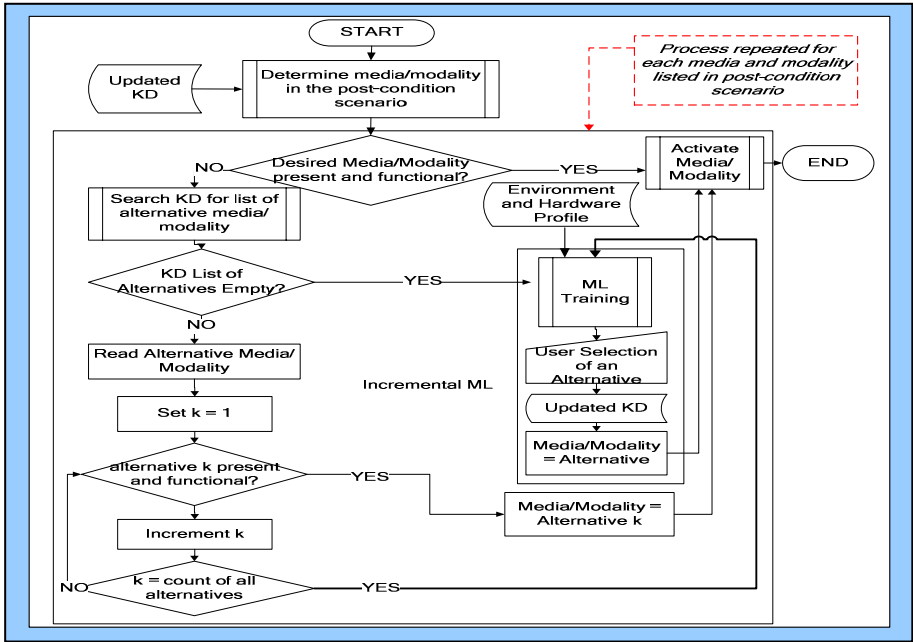 START
Process repeated for
each media and modality
listed in post-condition
scenario
Updated
KD
Determine media/modality
in the post-condition
scenario
Desired Media/Modality
present and functional?
NO
YES
Activate
Media/
Modality
END
Search KD for list of
alternative media/
modality
Environment
and Hardware
Profile
KD List of
Alternatives Empty?
YES
ML
Training
NO
Read Alternative Media/
Modality
User Selection
of an
Alternative
Incremental ML
Set k = 1
Updated KD
Media/Modality
= Alternative
alternative k present
and functional?
YES
Media/Modality =
Alternative k
Increment k
k = count of all
alternatives
NO
YES